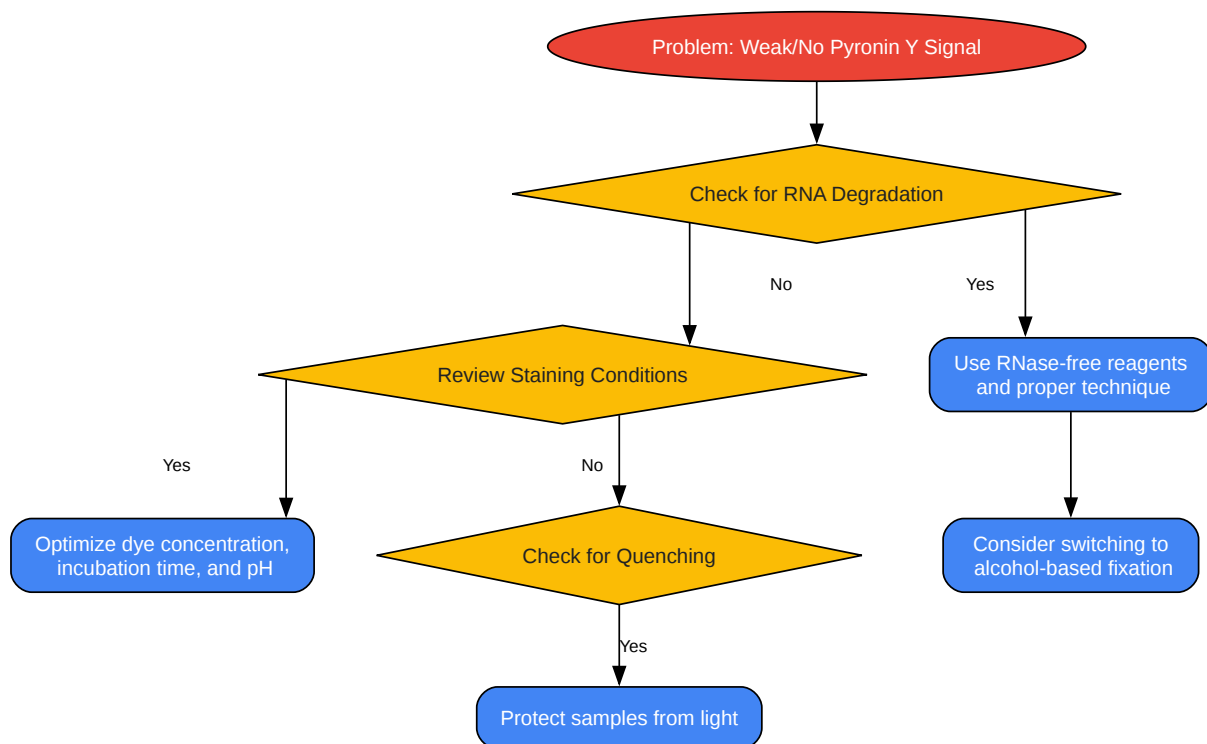 Problem: Weak/No Pyronin Y Signal
Check for RNA Degradation
No
Yes
Review Staining Conditions
Use RNase-free reagents
and proper technique
Yes
No
Optimize dye concentration,
incubation time, and pH
Check for Quenching
Consider switching to
alcohol-based fixation
Yes
Protect samples from light